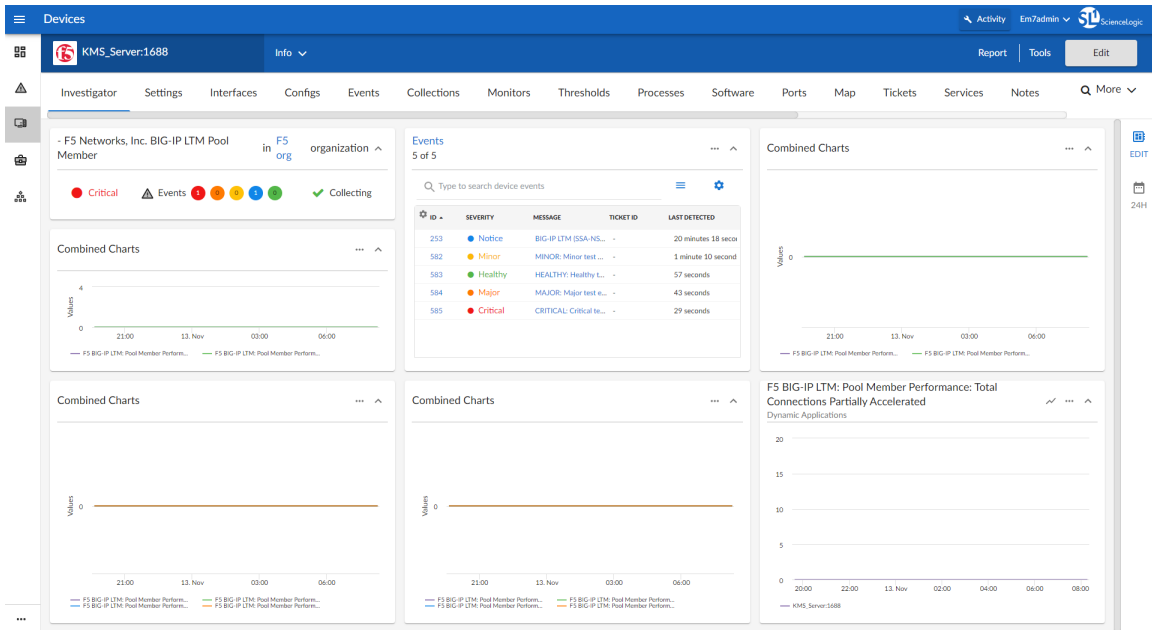 Devices
Activity
Em7admin
SL1 ScienceLogic
f5
KMS_Server:1688
Info
Report
Tools
Edit
Investigator
Settings
Interfaces
Configs
Events
Collections
Monitors
Thresholds
Processes
Software
Ports
Map
Tickets
Services
Notes
More
EDIT
24H
- F5 Networks, Inc. BIG-IP LTM Pool
Member
in
F5
org
organization
Critical
Events
1
0
0
1
0
Collecting
Combined Charts
Values
4
0
21:00
13. Nov
03:00
06:00
F5 BIG-IP LTM: Pool Member Perform...
F5 BIG-IP LTM: Pool Member Perform...
Events
5 of 5
Type to search device events
ID
SEVERITY
MESSAGE
TICKET ID
LAST DETECTED
253 Notice BIG-IP LTM (SSA-NS... - 20 minutes 18 secon
582 Minor MINOR: Minor test ... - 1 minute 10 second
583 Healthy HEALTHY: Healthy t... - 57 seconds
584 Major MAJOR: Major test e... - 43 seconds
585 Critical CRITICAL: Critical te... - 29 seconds
Combined Charts
Values
0
21:00
13. Nov
03:00
06:00
F5 BIG-IP LTM: Pool Member Perform...
F5 BIG-IP LTM: Pool Member Perform...
Combined Charts
Values
0
21:00
13. Nov
03:00
06:00
F5 BIG-IP LTM: Pool Member Perform...
F5 BIG-IP LTM: Pool Member Perform...
F5 BIG-IP LTM: Pool Member Perform...
F5 BIG-IP LTM: Pool Member Perform...
Combined Charts
Values
0
21:00
13. Nov
03:00
06:00
F5 BIG-IP LTM: Pool Member Perform...
F5 BIG-IP LTM: Pool Member Perform...
F5 BIG-IP LTM: Pool Member Perform...
F5 BIG-IP LTM: Pool Member Perform...
F5 BIG-IP LTM: Pool Member Performance: Total
Connections Partially Accelerated
Dynamic Applications
20
15
10
5
0
20:00
22:00
13. Nov
02:00
04:00
06:00
08:00
KMS_Server:1688